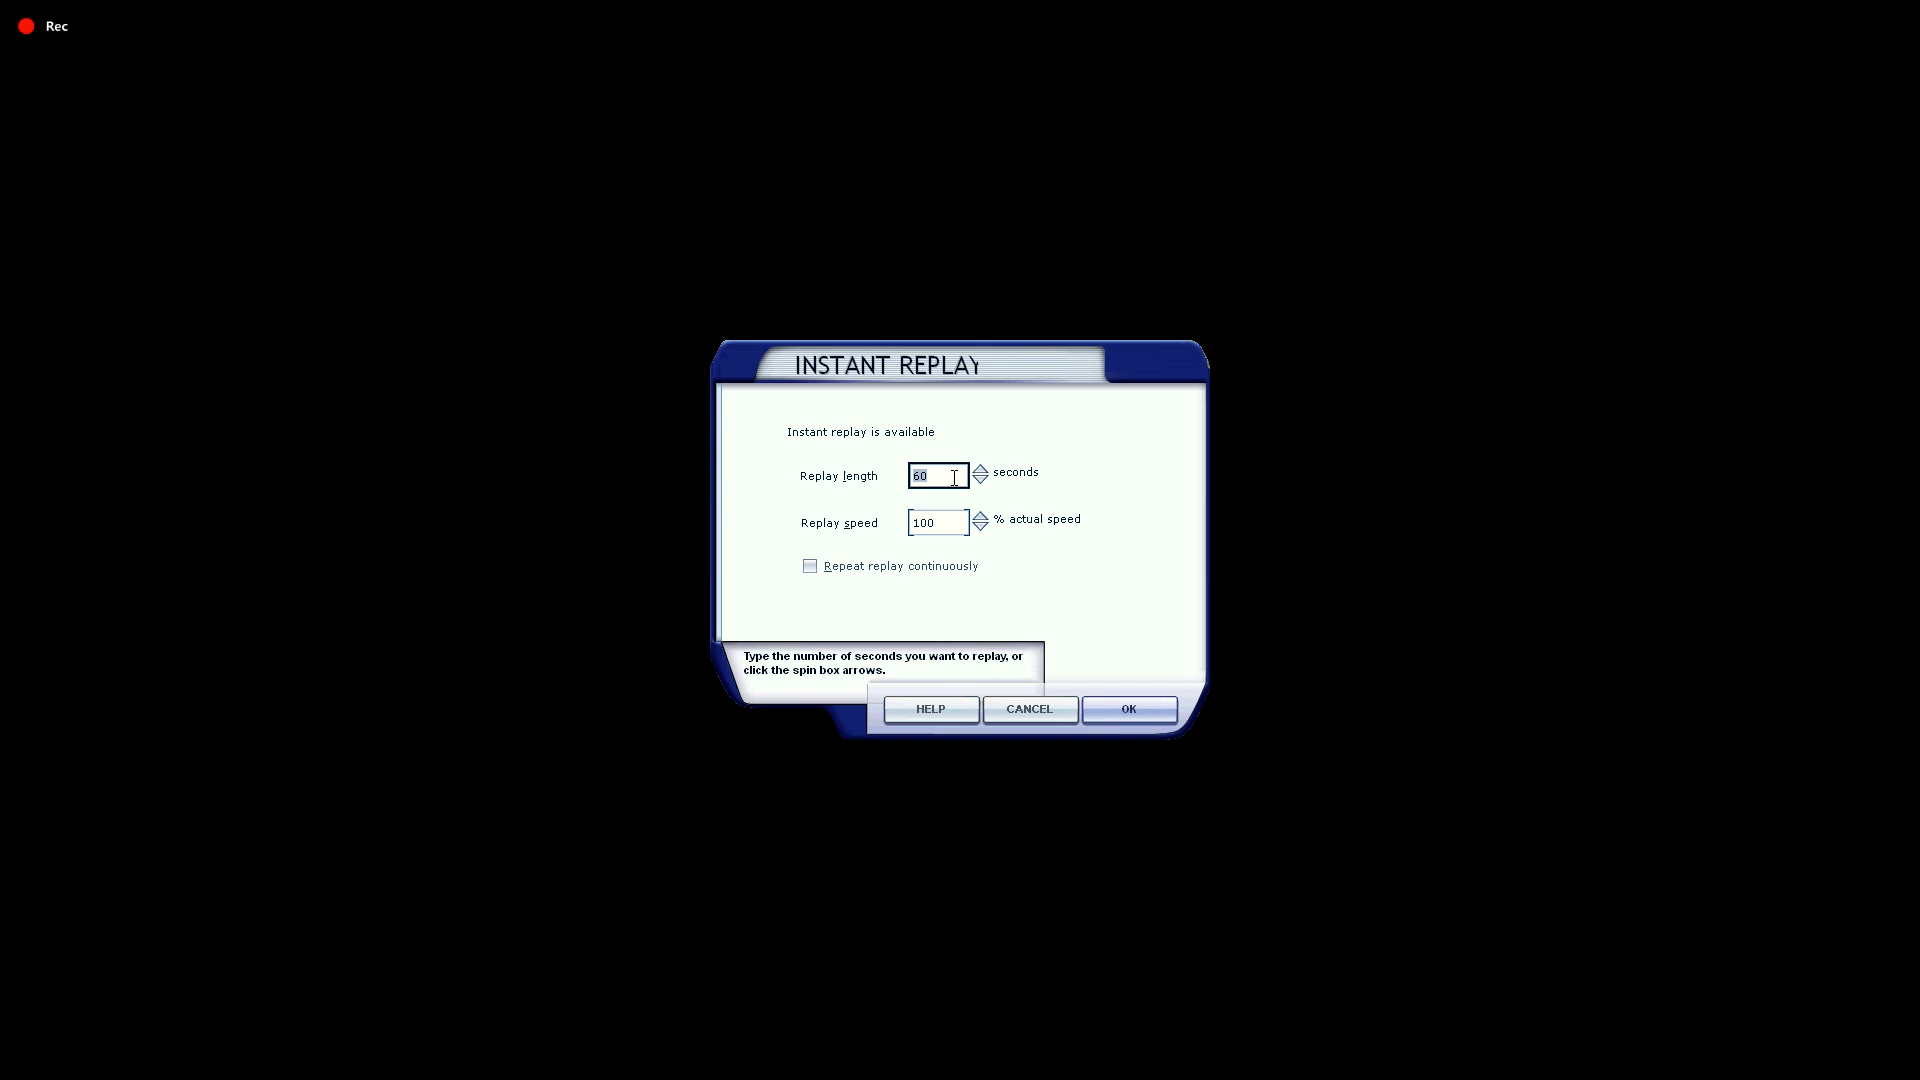 Rec
INSTANT REPLAY
Instant replay is available
Replay length 60 seconds
Replay speed 100 % actual speed
Repeat replay continuously
Type the number of seconds you want to replay, or
click the spin box arrows.
HELP CANCEL OK